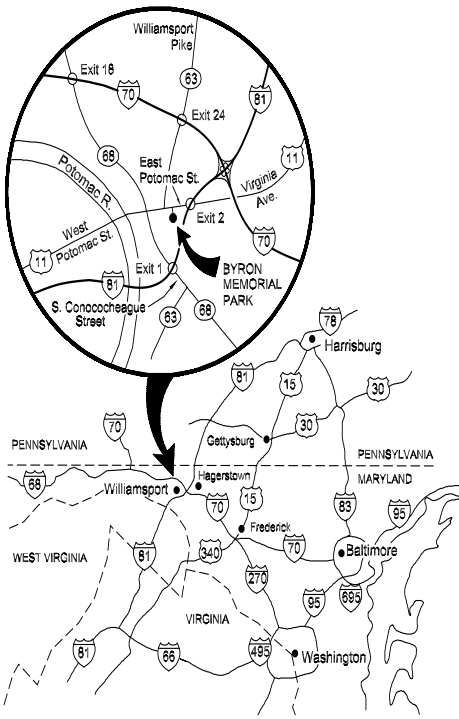 Williamsport
Pike
Exit 18
70
63
81
Exit 24
68
11
Potomac R.
East
Potomac St.
Virginia
Ave.
West
Potomac St.
Exit 2
11
70
Exit 1
81
BYRON
MEMORIAL
PARK
S. Conococheague
Street
63
68
78
Harrisburg
81
15
30
70
30
Gettysburg
PENNSYLVANIA
PENNSYLVANIA
MARYLAND
68
Hagerstown
Williamsport
15
70
83
95
Frederick
81
340
70
Baltimore
WEST VIRGINIA
270
95
695
VIRGINIA
81
66
495
Washington